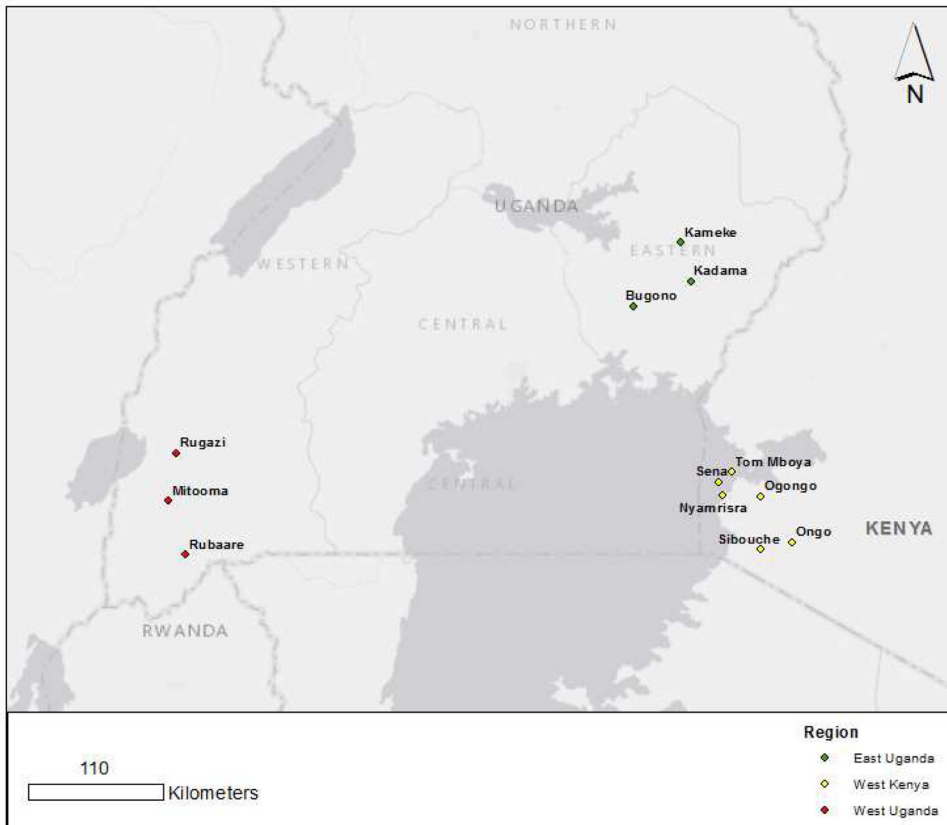 NORTHERN
N
UGANDA
Kameke
EASTERN
WESTERN
Kadama
Bugono
CENTRAL
Rugazi
Tom Mboya
Sena
CENTRAL
Mitooma
Ogongo
Nyamrisra
KENYA
Ongo
Sibouche
Rubaare
RWANDA
Region
110
Kilometers
East Uganda
West Kenya
West Uganda